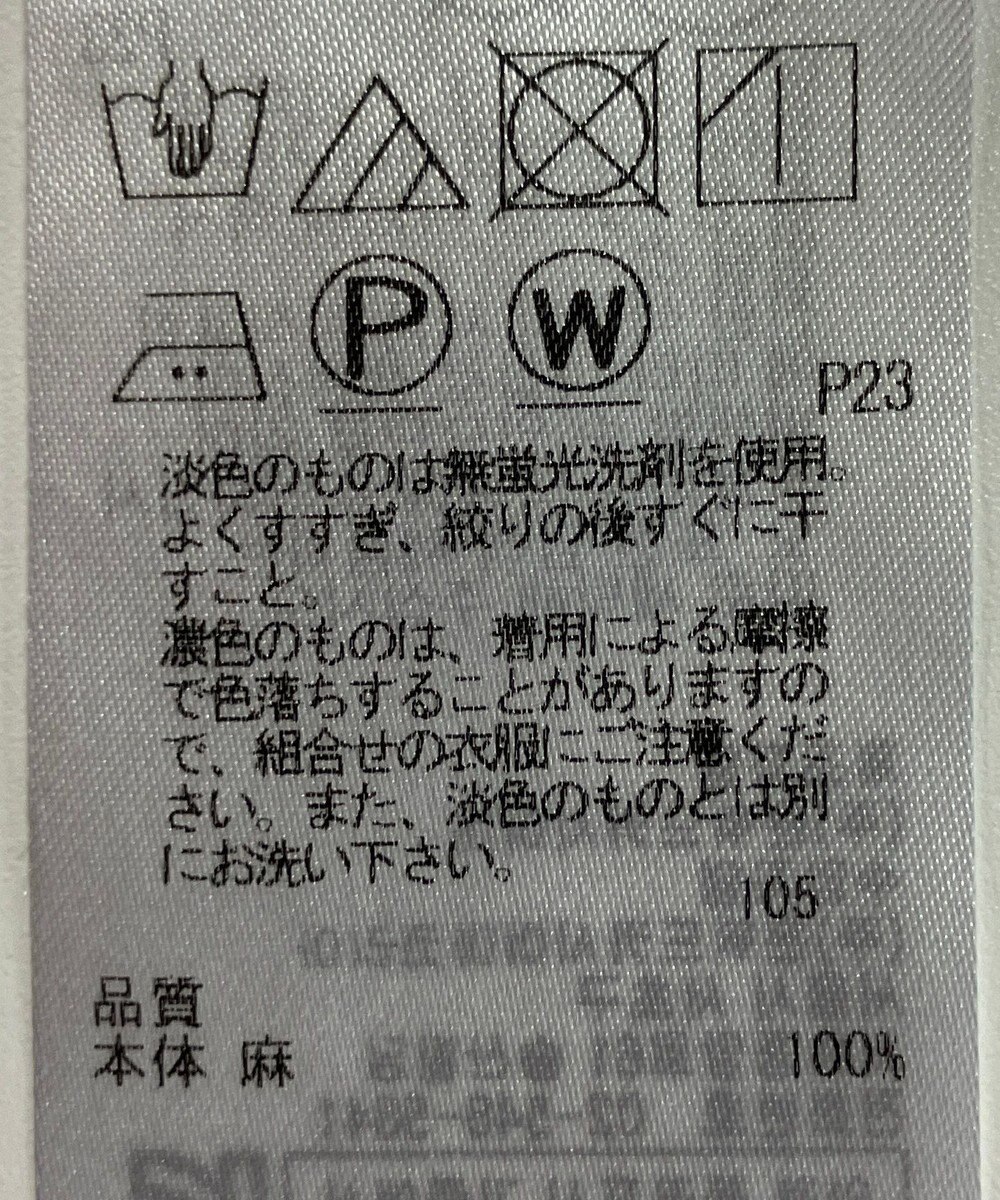 P W
P23
淡色のものは無蛍光洗剤を使用。
よくすすぎ、絞りの後すぐに干
すこと。
濃色のものは、着用による摩擦
で色落ちすることがありますの
で、組合せの衣服にご注意くだ
さい。また、淡色のものとは別
にお洗い下さい。
105
品質
本体 麻 100%